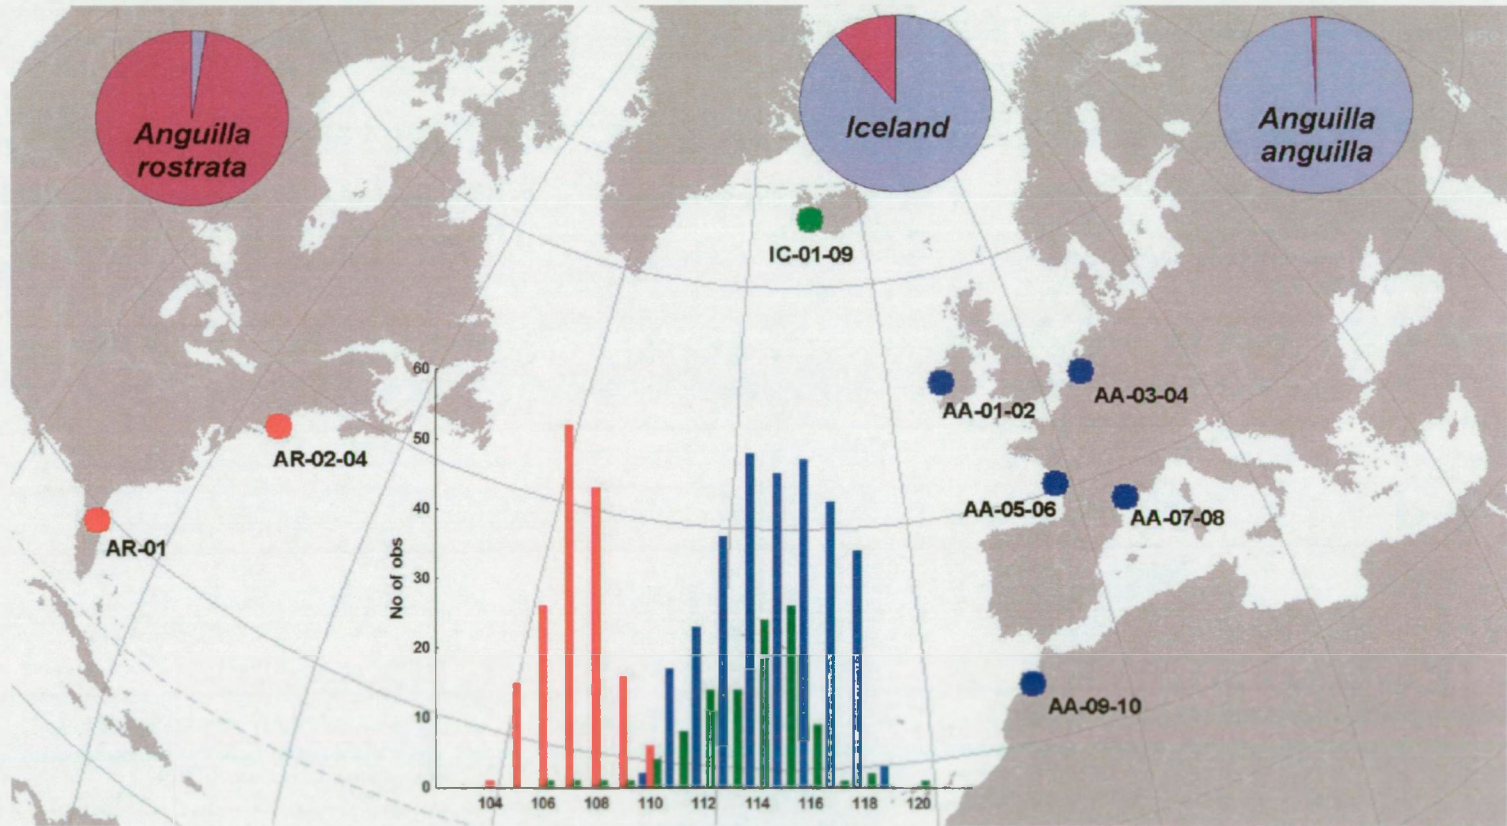 Anguilla
rostrata
Iceland
Anguilla
anguilla
IC-01-09
AA-01-02
AA-03-04
AR-02-04
AA-05-06
AA-07-08
AR-01
AA-09-10
No of obs
60
50
40
30
20
10
0
104 106 108 110 112 114 116 118 120